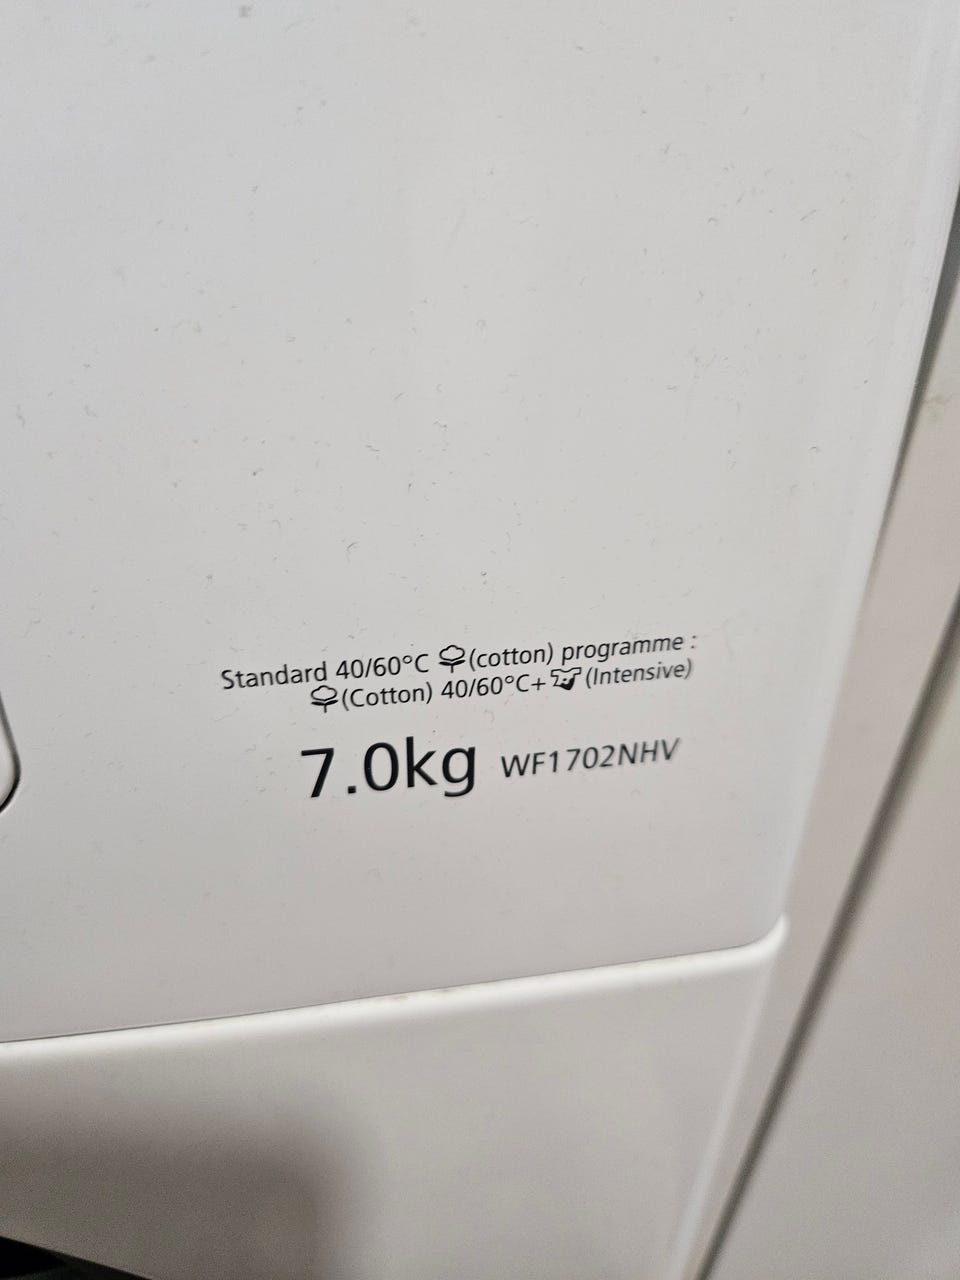 Standard 40/60°C (cotton) programme :
(Cotton) 40/60°C+ (Intensive)
7.0kg WF1702NHV